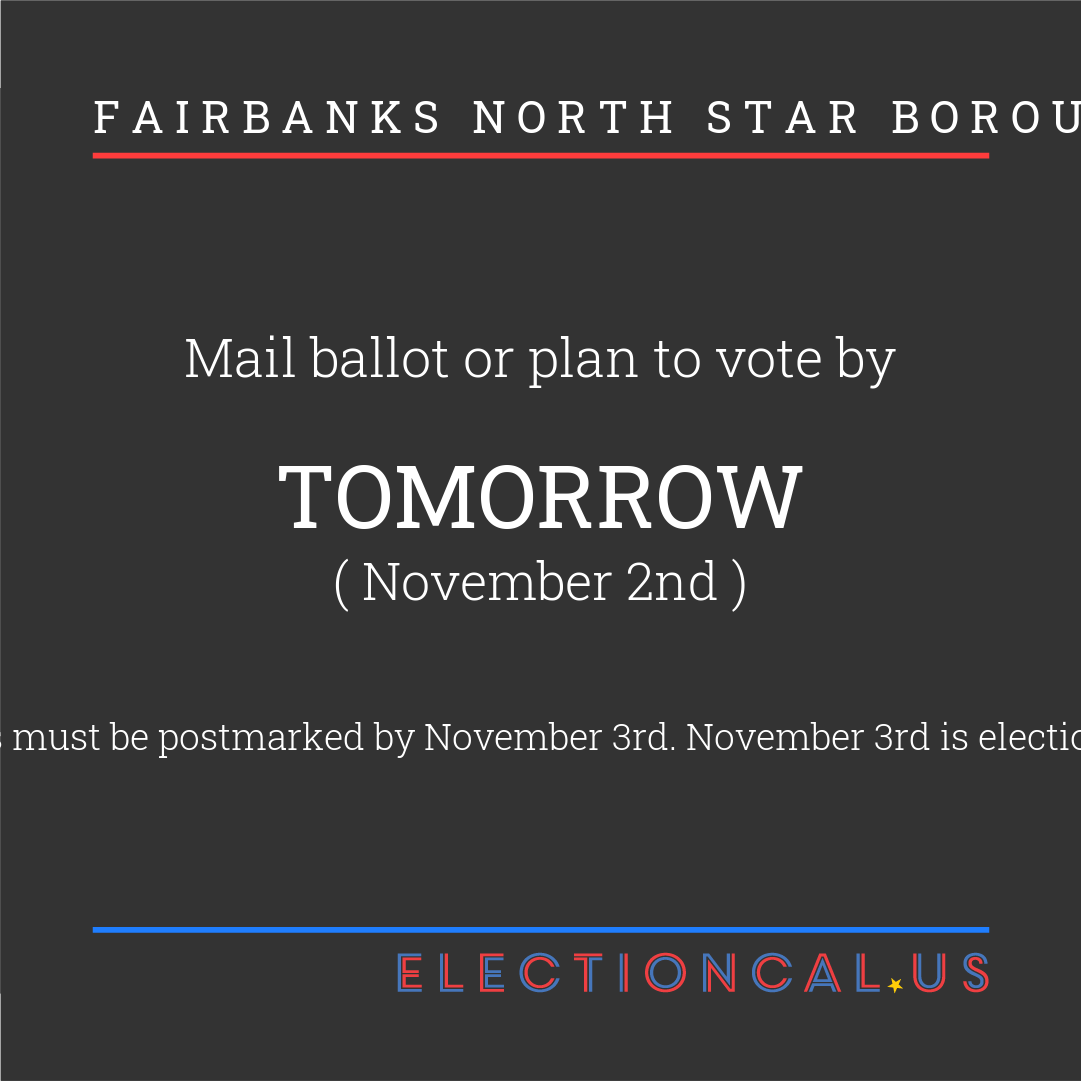 FAIRBANKS NORTH STAR BOROU
Mail ballot or plan to vote by
TOMORROW
( November 2nd )
s must be postmarked by November 3rd. November 3rd is electio
ELECTIONCAL.US